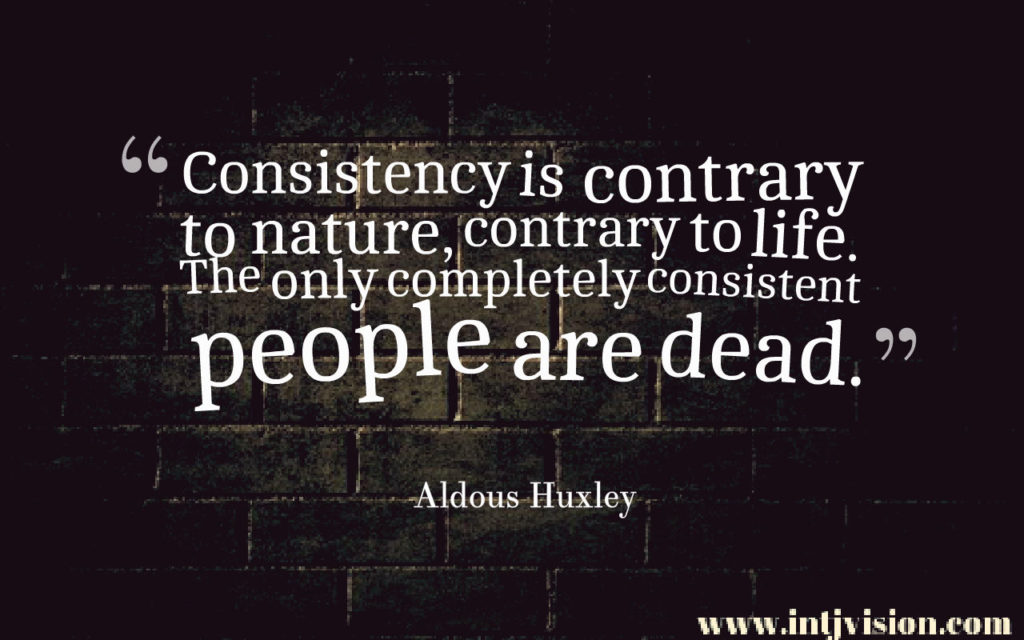 “Consistency is contrary
to nature, contrary to life.
The only completely consistent
people are dead.”
Aldous Huxley
www.intjvision.com